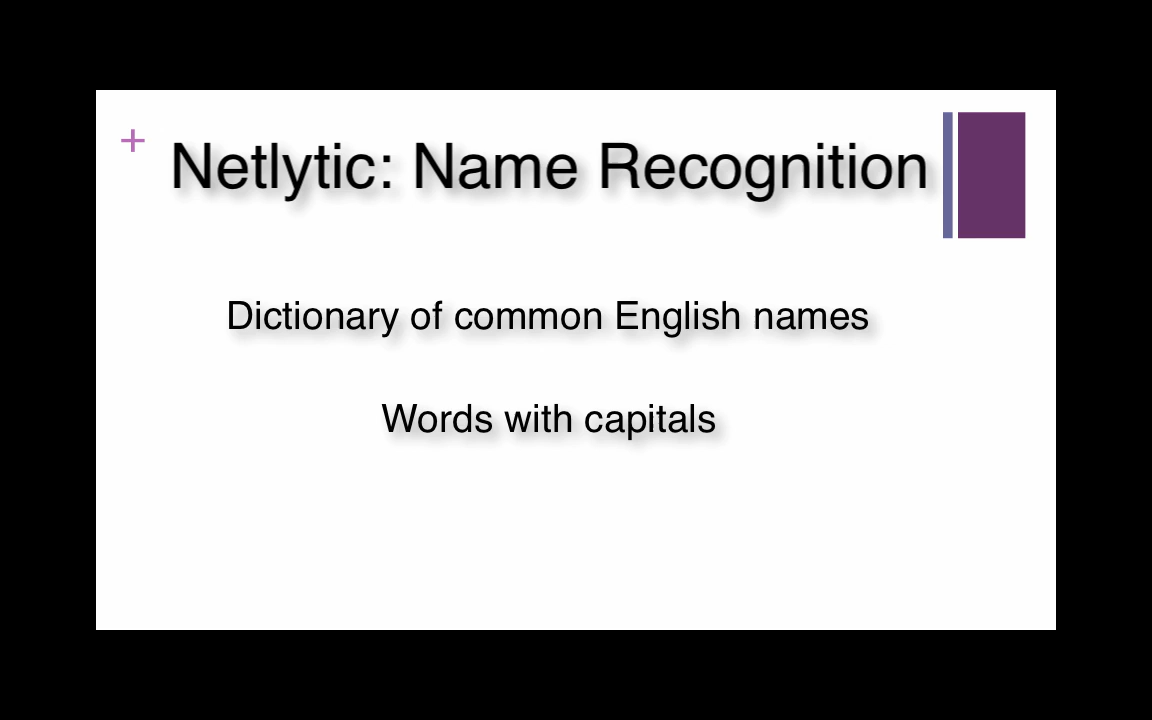 +
Netlytic: Name Recognition
Dictionary of common English names
Words with capitals